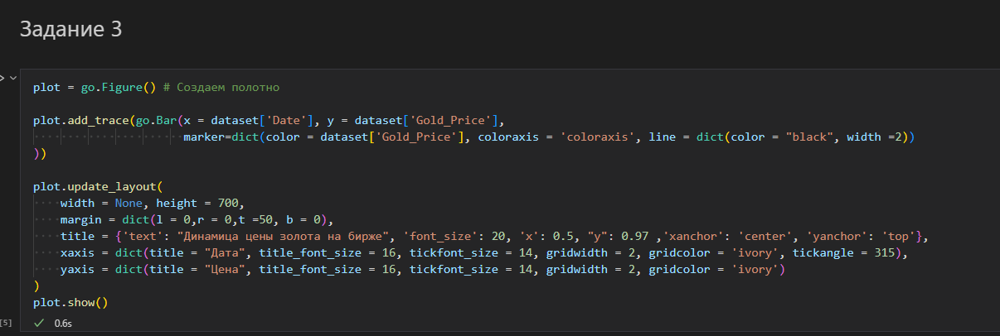 Задание 3
plot = go.Figure() # Создаем полотно
plot.add_trace(go.Bar(x = dataset['Date'], y = dataset['Gold_Price'],
marker=dict(color = dataset['Gold_Price'], coloraxis = 'coloraxis', line = dict(color = "black", width =2))
))
plot.update_layout(
width = None, height = 700,
margin = dict(l = 0,r = 0,t =50, b = 0),
title = {'text': "Динамица цены золота на бирже", 'font_size': 20, 'x': 0.5, "y": 0.97 ,'xanchor': 'center', 'yanchor': 'top'},
xaxis = dict(title = "Дата", title_font_size = 16, tickfont_size = 14, gridwidth = 2, gridcolor = 'ivory', tickangle = 315),
yaxis = dict(title = "Цена", title_font_size = 16, tickfont_size = 14, gridwidth = 2, gridcolor = 'ivory')
)
plot.show()
[5] 0.6s